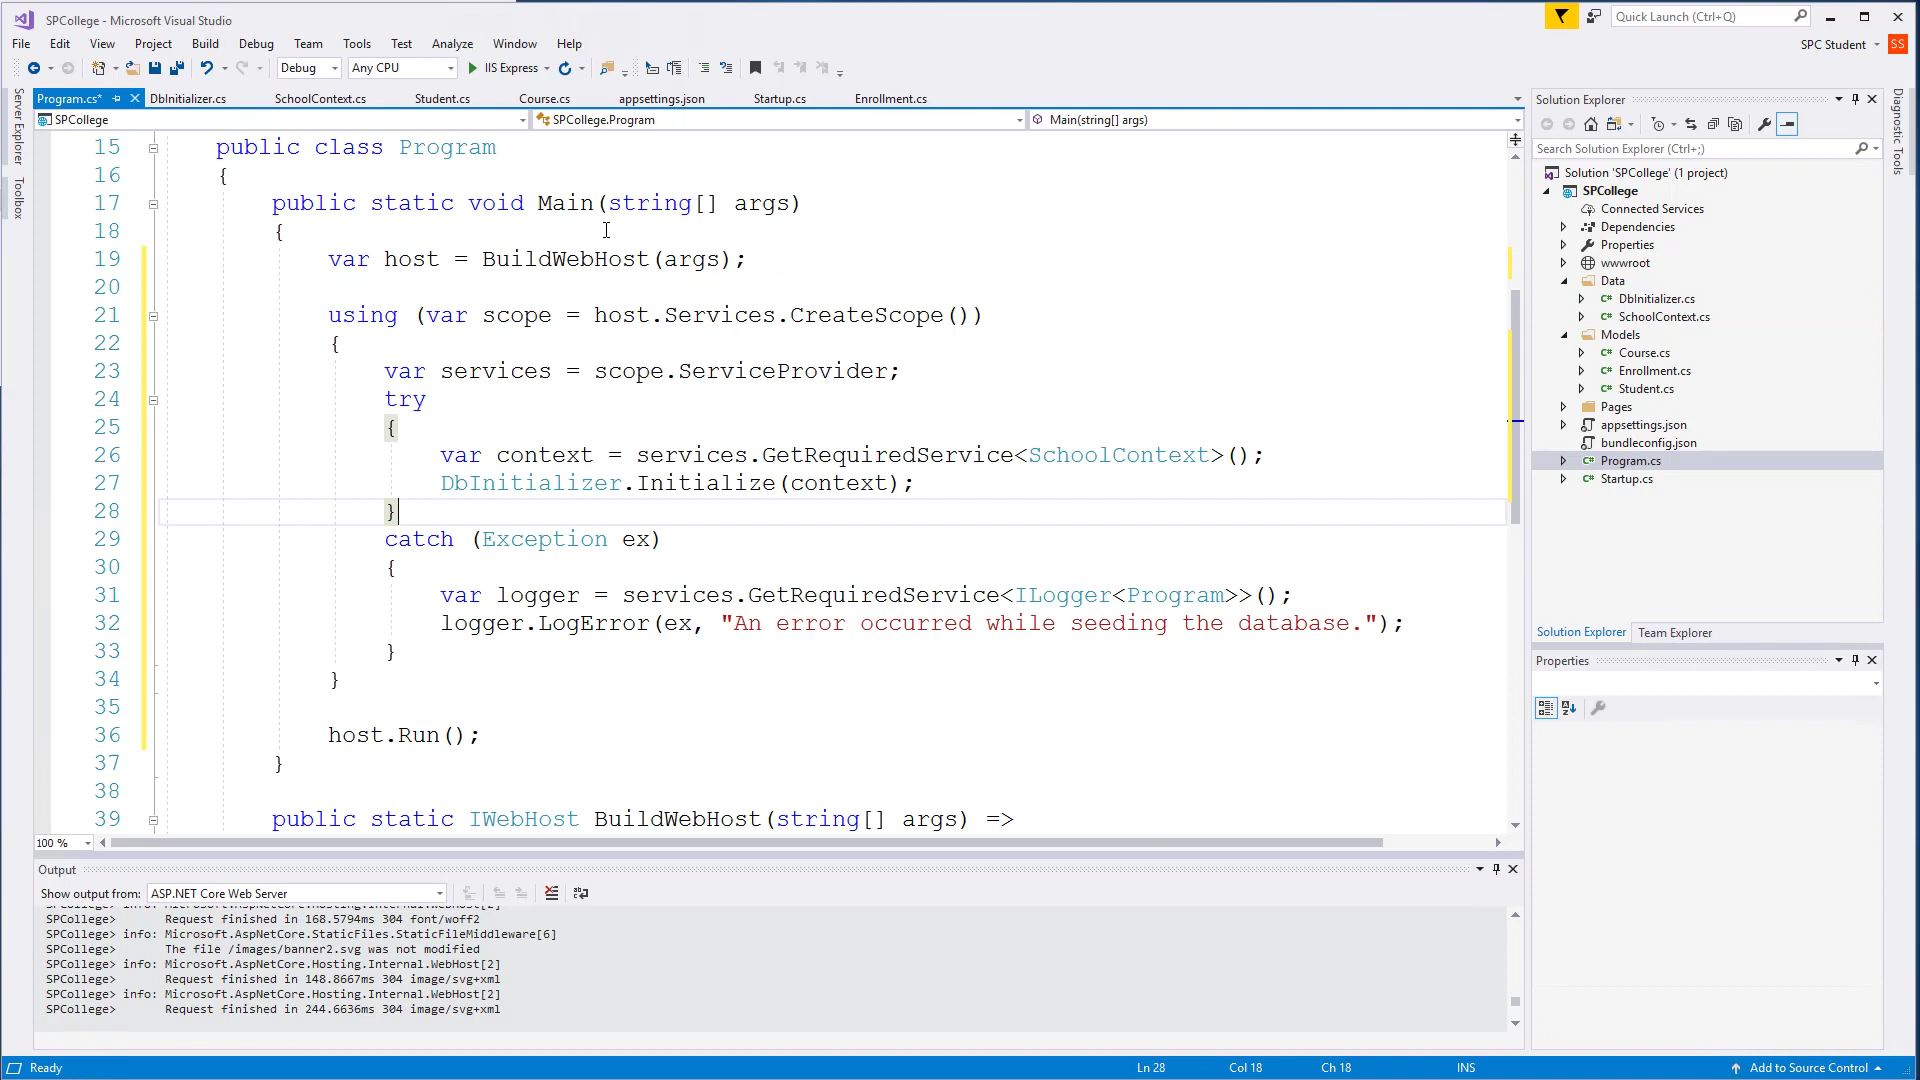 SPCollege - Microsoft Visual Studio
Quick Launch (Ctrl+Q)
File Edit View Project Build Debug Team Tools Test Analyze Window Help
SPC Student SS
Debug Any CPU IIS Express
Program.cs* DbInitializer.cs SchoolContext.cs Student.cs Course.cs appsettings.json Startup.cs Enrollment.cs
SPCollege SPCollege.Program Main(string[] args)
Server Explorer
Toolbox
15 public class Program
16 {
17 public static void Main(string[] args)
18 {
19 var host = BuildWebHost(args);
20
21 using (var scope = host.Services.CreateScope())
22 {
23 var services = scope.ServiceProvider;
24 try
25 {
26 var context = services.GetRequiredService<SchoolContext>();
27 DbInitializer.Initialize(context);
28 }
29 catch (Exception ex)
30 {
31 var logger = services.GetRequiredService<ILogger<Program>>();
32 logger.LogError(ex, "An error occurred while seeding the database.");
33 }
34 }
35
36 host.Run();
37 }
38
39 public static IWebHost BuildWebHost(string[] args) =>
100 %
Output
Show output from: ASP.NET Core Web Server
SPCollege> info: Microsoft.AspNetCore.Hosting.Internal.WebHost[2]
SPCollege> Request finished in 168.5794ms 304 font/woff2
SPCollege> info: Microsoft.AspNetCore.StaticFiles.StaticFileMiddleware[6]
SPCollege> The file /images/banner2.svg was not modified
SPCollege> info: Microsoft.AspNetCore.Hosting.Internal.WebHost[2]
SPCollege> Request finished in 148.8667ms 304 image/svg+xml
SPCollege> info: Microsoft.AspNetCore.Hosting.Internal.WebHost[2]
SPCollege> Request finished in 244.6636ms 304 image/svg+xml
Solution Explorer
Search Solution Explorer (Ctrl+;)
Solution 'SPCollege' (1 project)
SPCollege
Connected Services
Dependencies
Properties
wwwroot
Data
C# DbInitializer.cs
C# SchoolContext.cs
Models
C# Course.cs
C# Enrollment.cs
C# Student.cs
Pages
appsettings.json
bundleconfig.json
C# Program.cs
C# Startup.cs
Solution Explorer Team Explorer
Properties
Diagnostic Tools
Ready Ln 28 Col 18 Ch 18 INS Add to Source Control